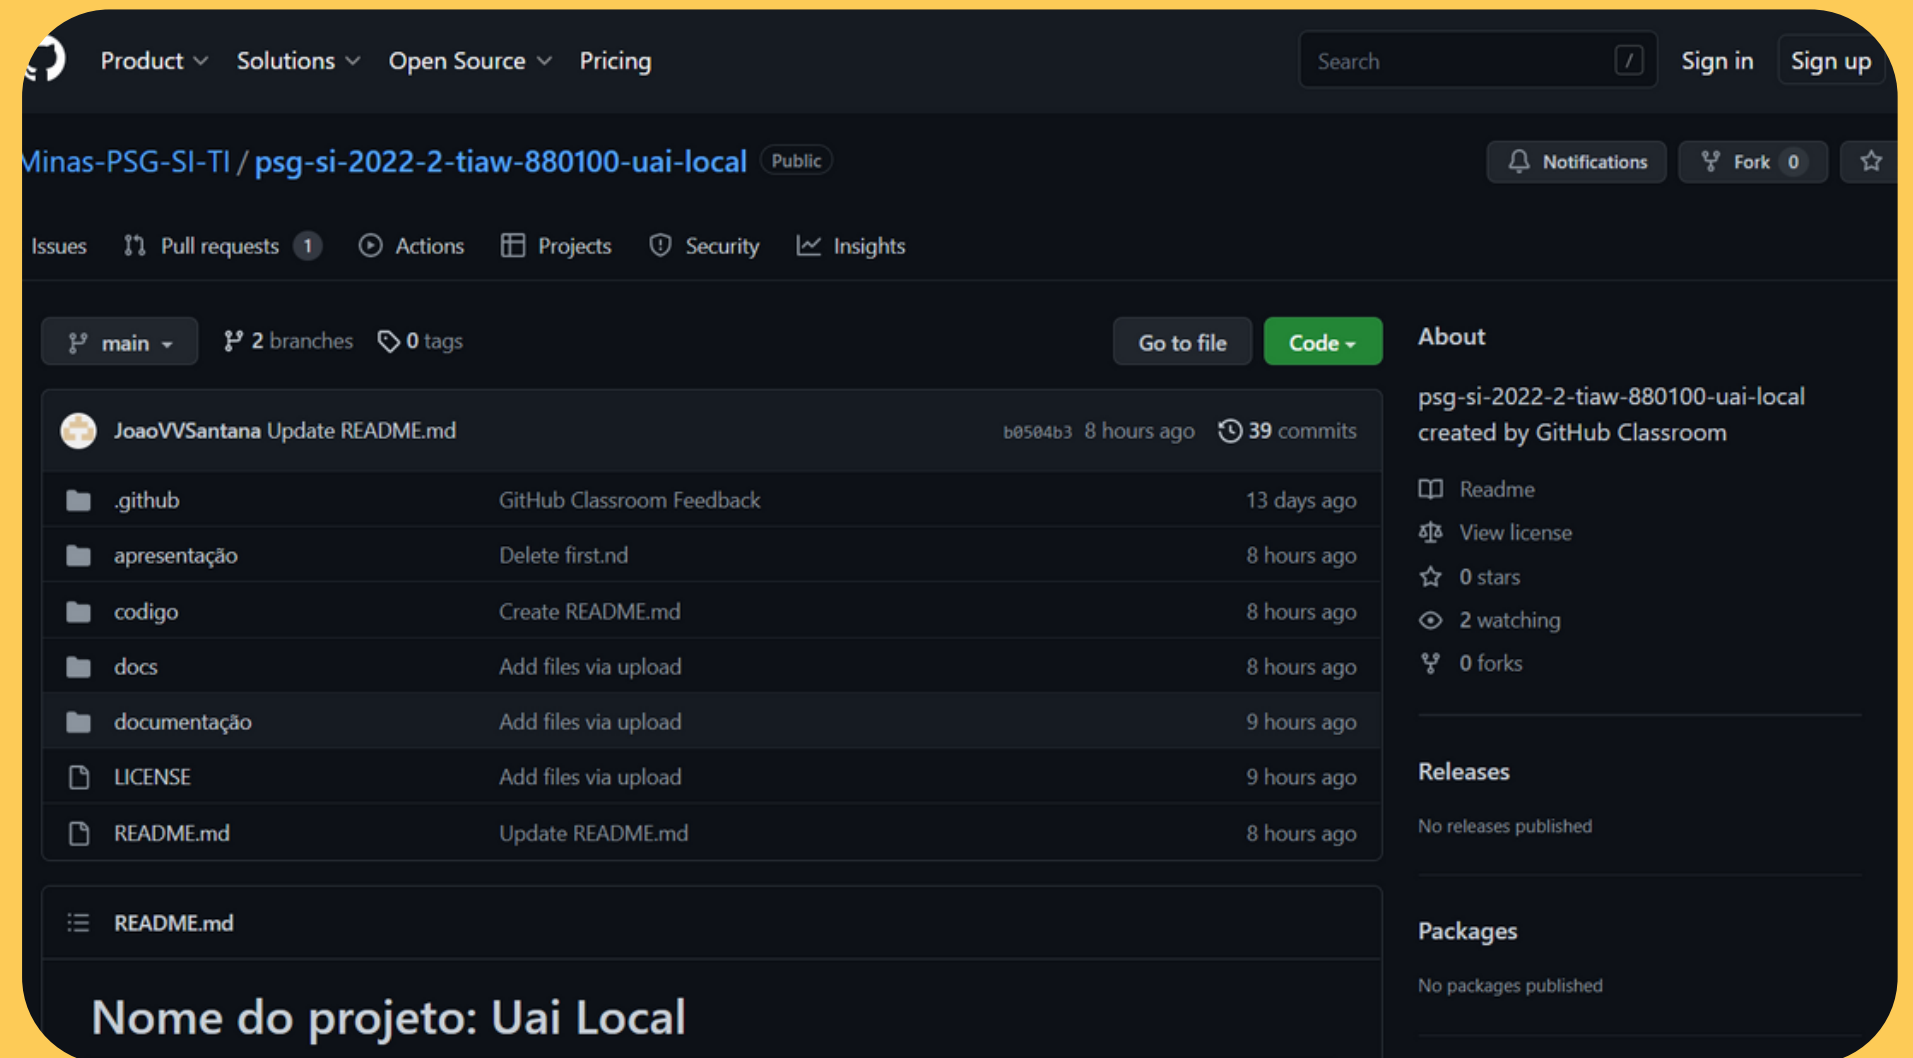 Product Solutions Open Source Pricing Search / Sign in Sign up
Minas-PSG-SI-TI / psg-si-2022-2-tiaw-880100-uai-local Public Notifications Fork 0
Issues Pull requests 1 Actions Projects Security Insights
main 2 branches 0 tags Go to file Code
JoaoVVSantana Update README.md b0504b3 8 hours ago 39 commits
.github GitHub Classroom Feedback 13 days ago
apresentação Delete first.nd 8 hours ago
codigo Create README.md 8 hours ago
docs Add files via upload 8 hours ago
documentação Add files via upload 9 hours ago
LICENSE Add files via upload 9 hours ago
README.md Update README.md 8 hours ago
README.md
Nome do projeto: Uai Local
About
psg-si-2022-2-tiaw-880100-uai-local
created by GitHub Classroom
Readme
View license
0 stars
2 watching
0 forks
Releases
No releases published
Packages
No packages published